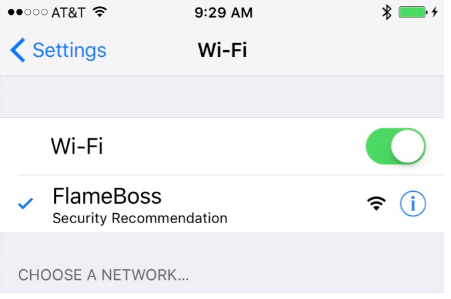 AT&T 9:29 AM
Settings Wi-Fi
Wi-Fi
FlameBoss
Security Recommendation
CHOOSE A NETWORK...